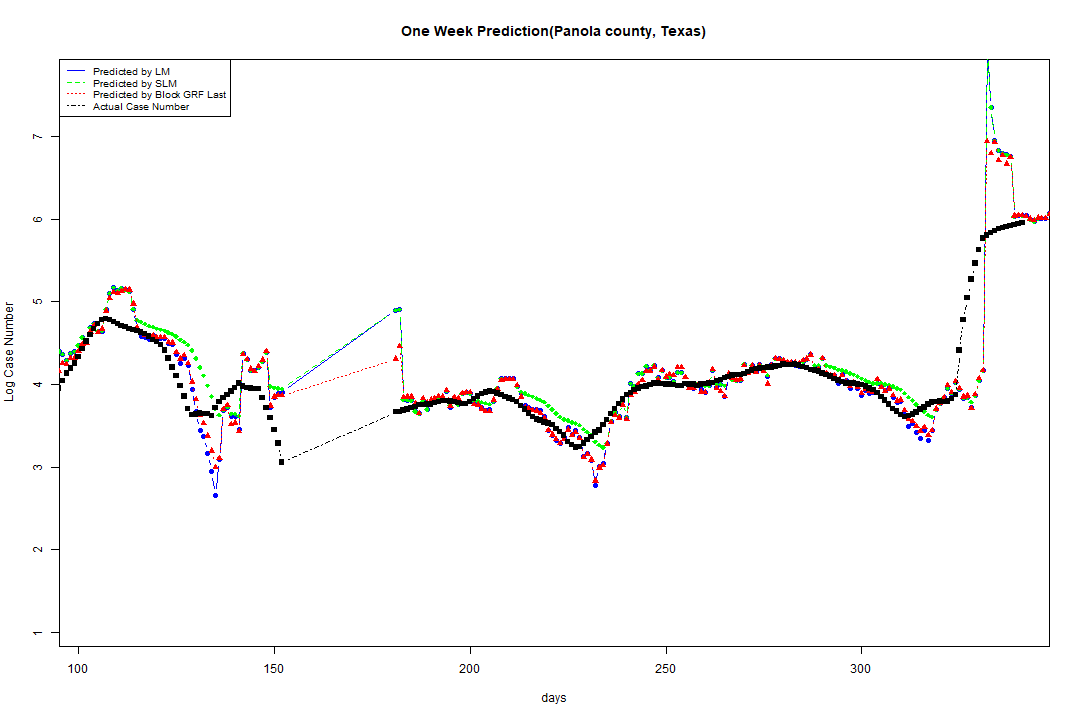 One Week Prediction(Panola county, Texas)
Predicted by LM
Predicted by SLM
Predicted by Block GRF Last
Actual Case Number
Log Case Number
7
6
5
4
3
2
1
100 150 200 250 300
days